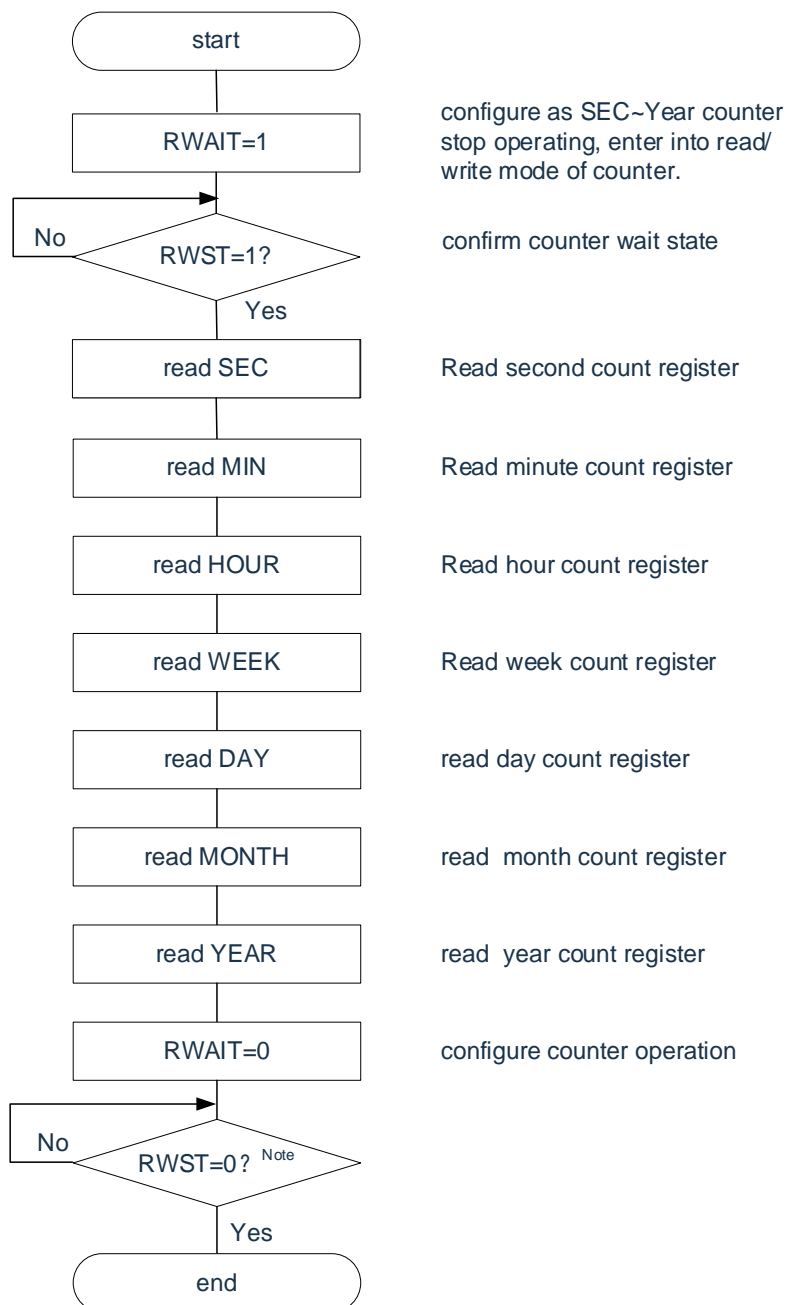 start
RWAIT=1
configure as SEC~Year counter
stop operating, enter into read/
write mode of counter.
No
RWST=1?
confirm counter wait state
Yes
read SEC
Read second count register
read MIN
Read minute count register
read HOUR
Read hour count register
read WEEK
Read week count register
read DAY
read day count register
read MONTH
read month count register
read YEAR
read year count register
RWAIT=0
configure counter operation
No
RWST=0? Note
Yes
end